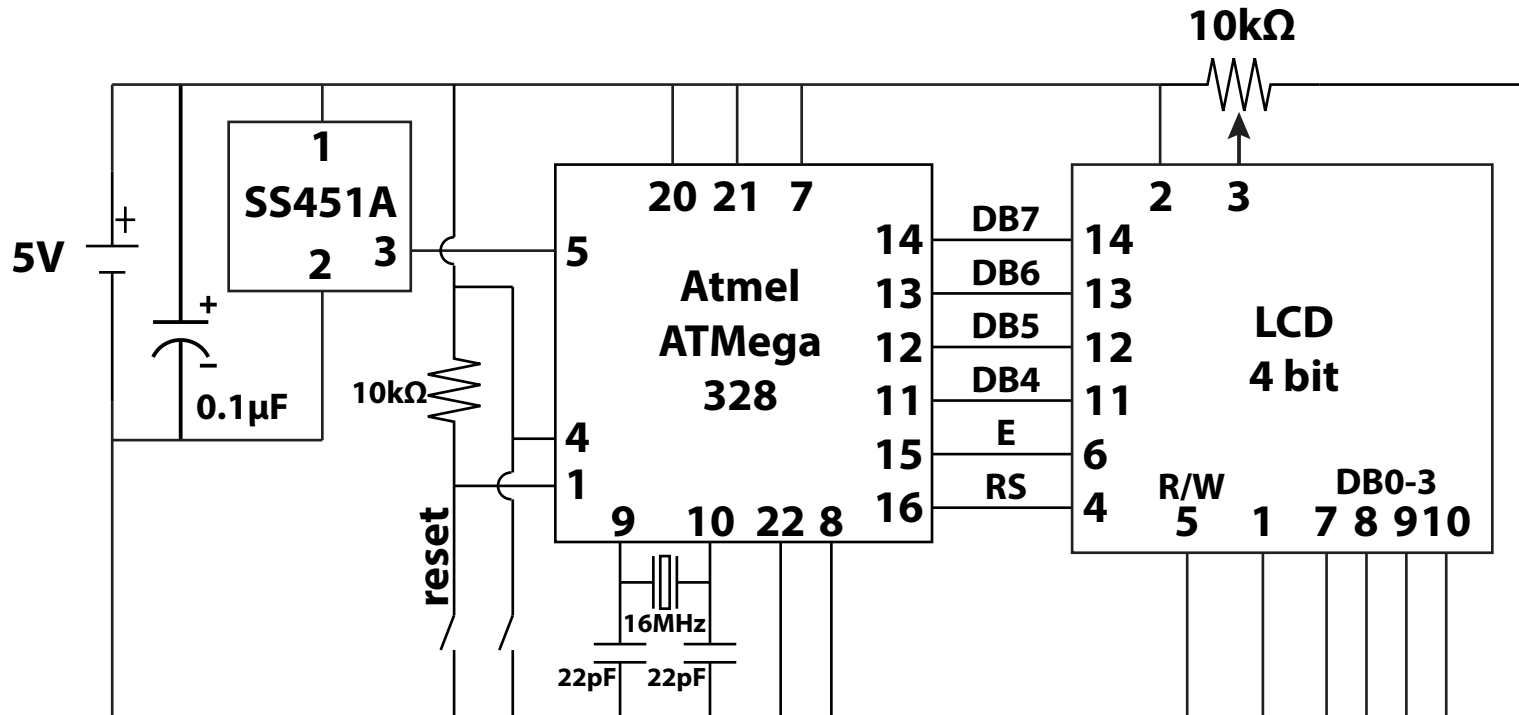 10kΩ
1
SS451A
2 3
+
5V
+
−
0.1μF
10kΩ
reset
20 21 7
5
Atmel
ATMega
328
4
1
9 10 22 8
14
13
12
11
15
16
16MHz
22pF 22pF
DB7
DB6
DB5
DB4
E
RS
2 3
14
13
12
11
6
4
LCD
4 bit
R/W DB0-3
5 1 7 8 9 10